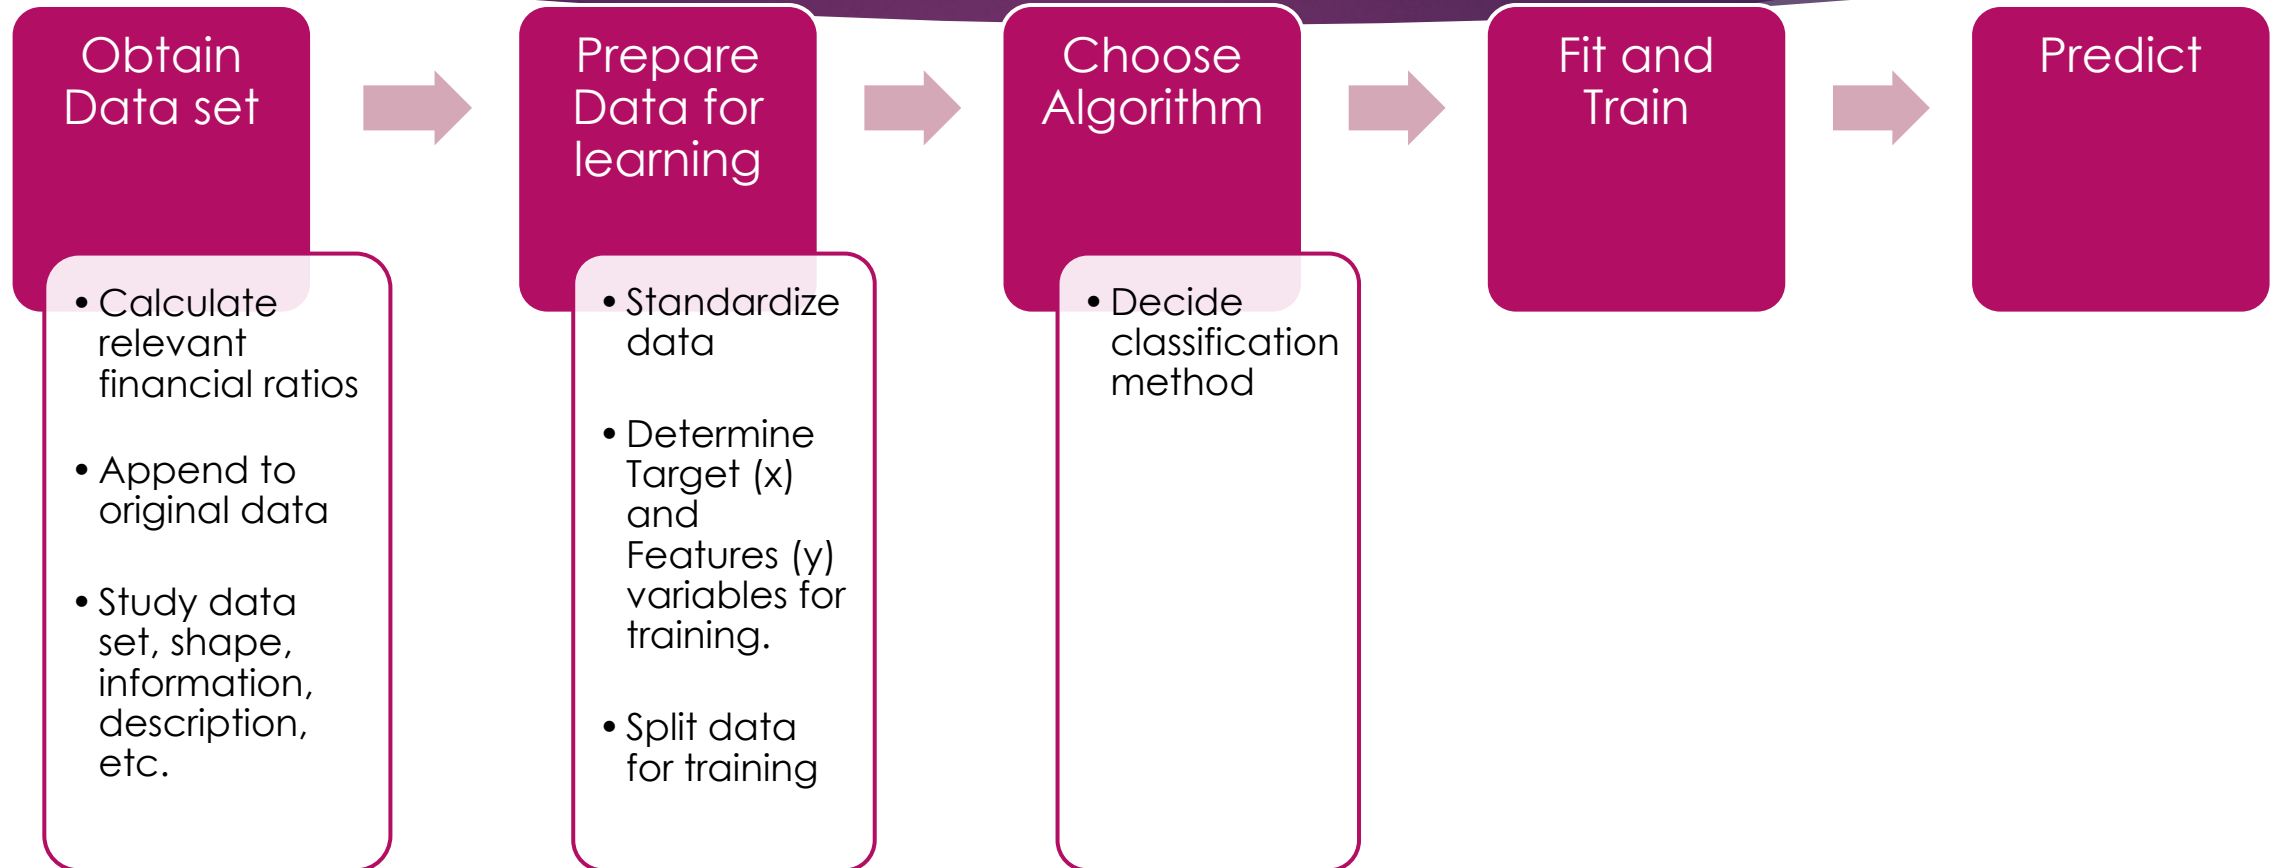 Obtain
Data set
• Calculate
relevant
financial ratios
• Append to
original data
• Study data
set, shape,
information,
description,
etc.
Prepare
Data for
learning
• Standardize
data
• Determine
Target (x)
and
Features (y)
variables for
training.
• Split data
for training
Choose
Algorithm
• Decide
classification
method
Fit and
Train
Predict